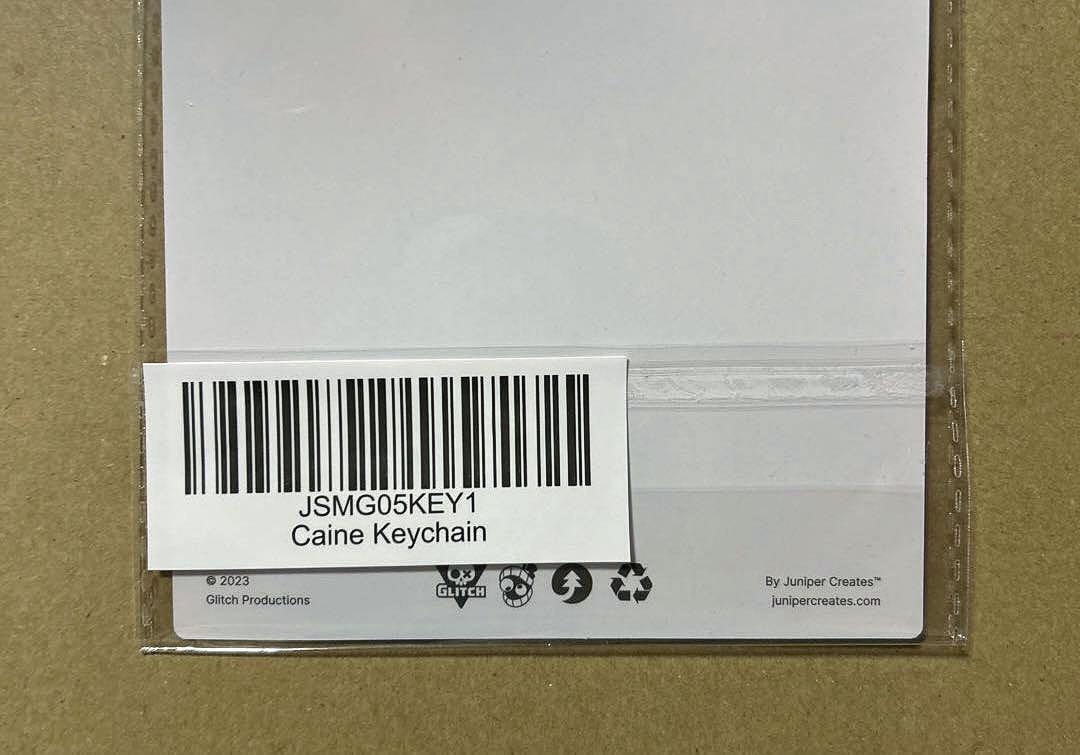 JSMG05KEY1
Caine Keychain
© 2023
Glitch Productions
GLITCH
By Juniper Creates™
junipercreates.com